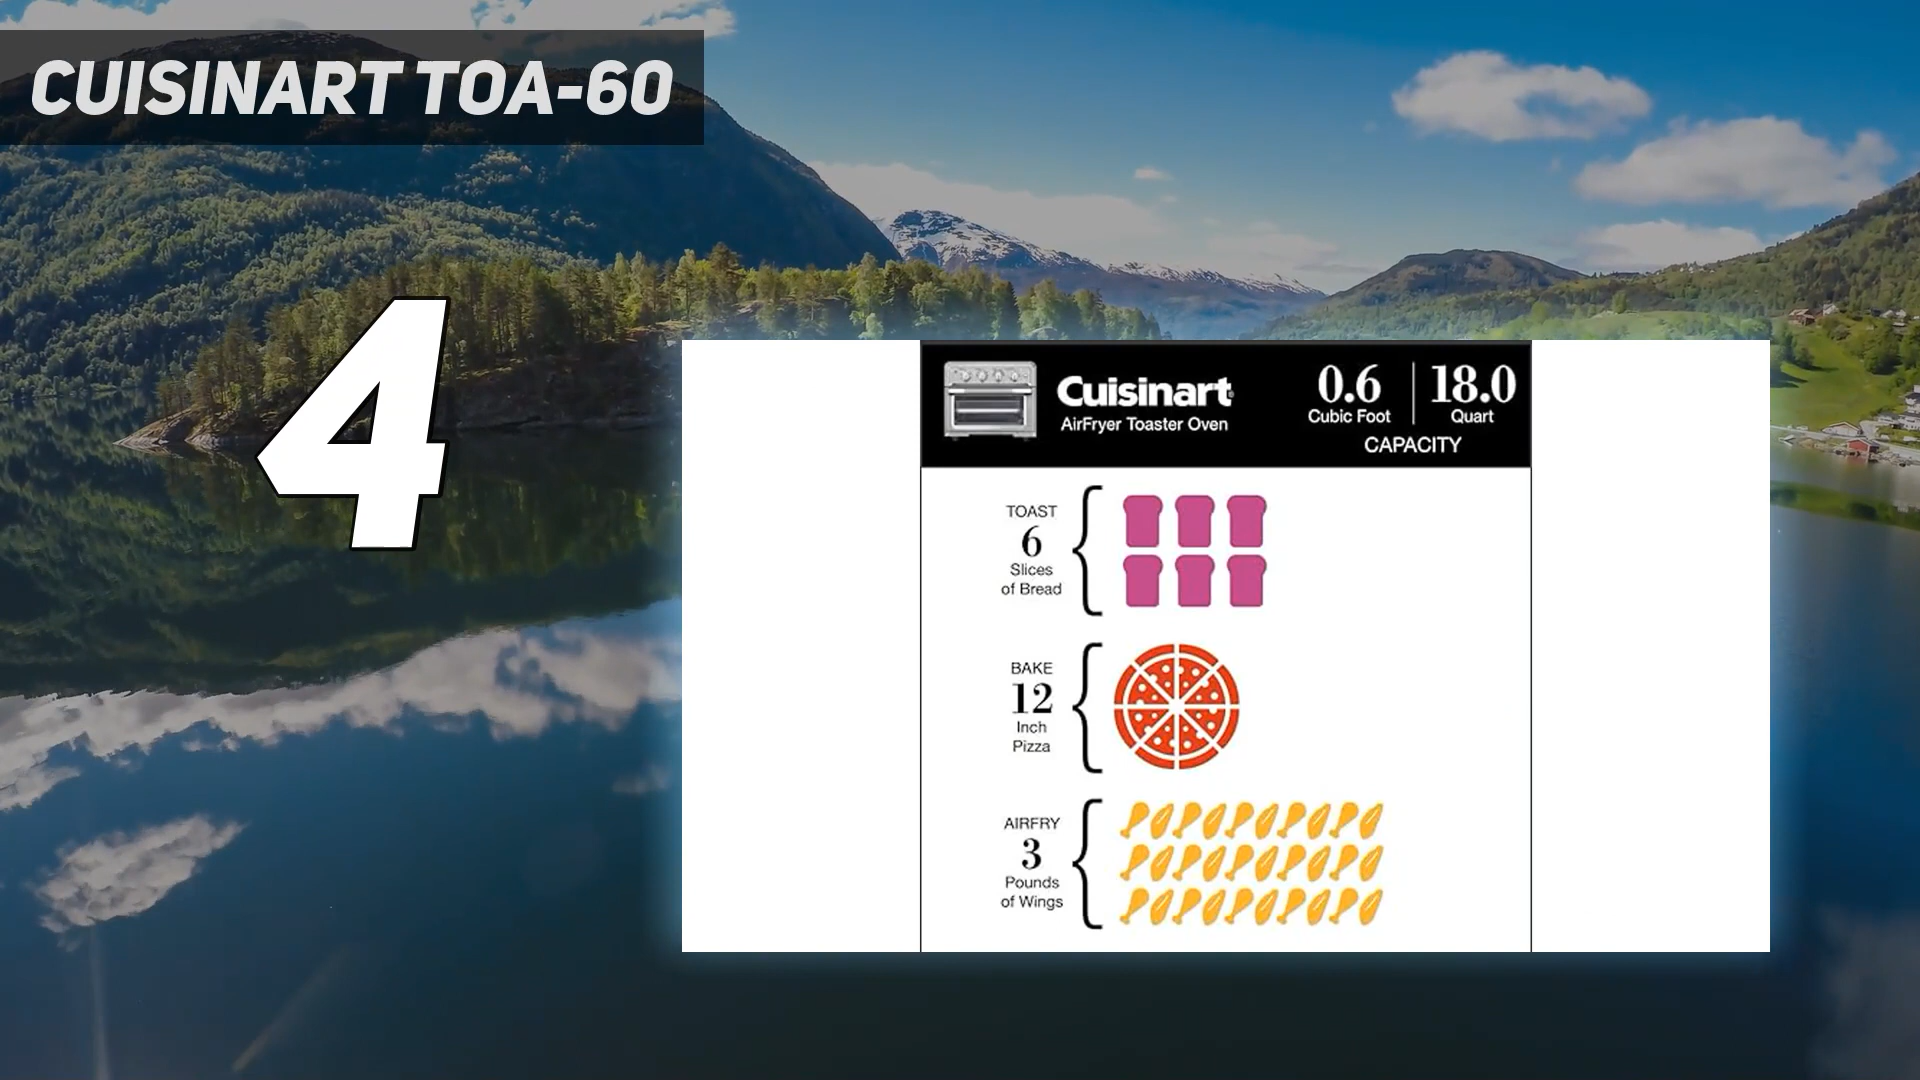 CUISINART TOA-60
4
Cuisinart
AirFryer Toaster Oven
0.6
Cubic Foot
18.0
Quart
CAPACITY
TOAST
6
Slices
of Bread
BAKE
12
Inch
Pizza
AIRFRY
3
Pounds
of Wings